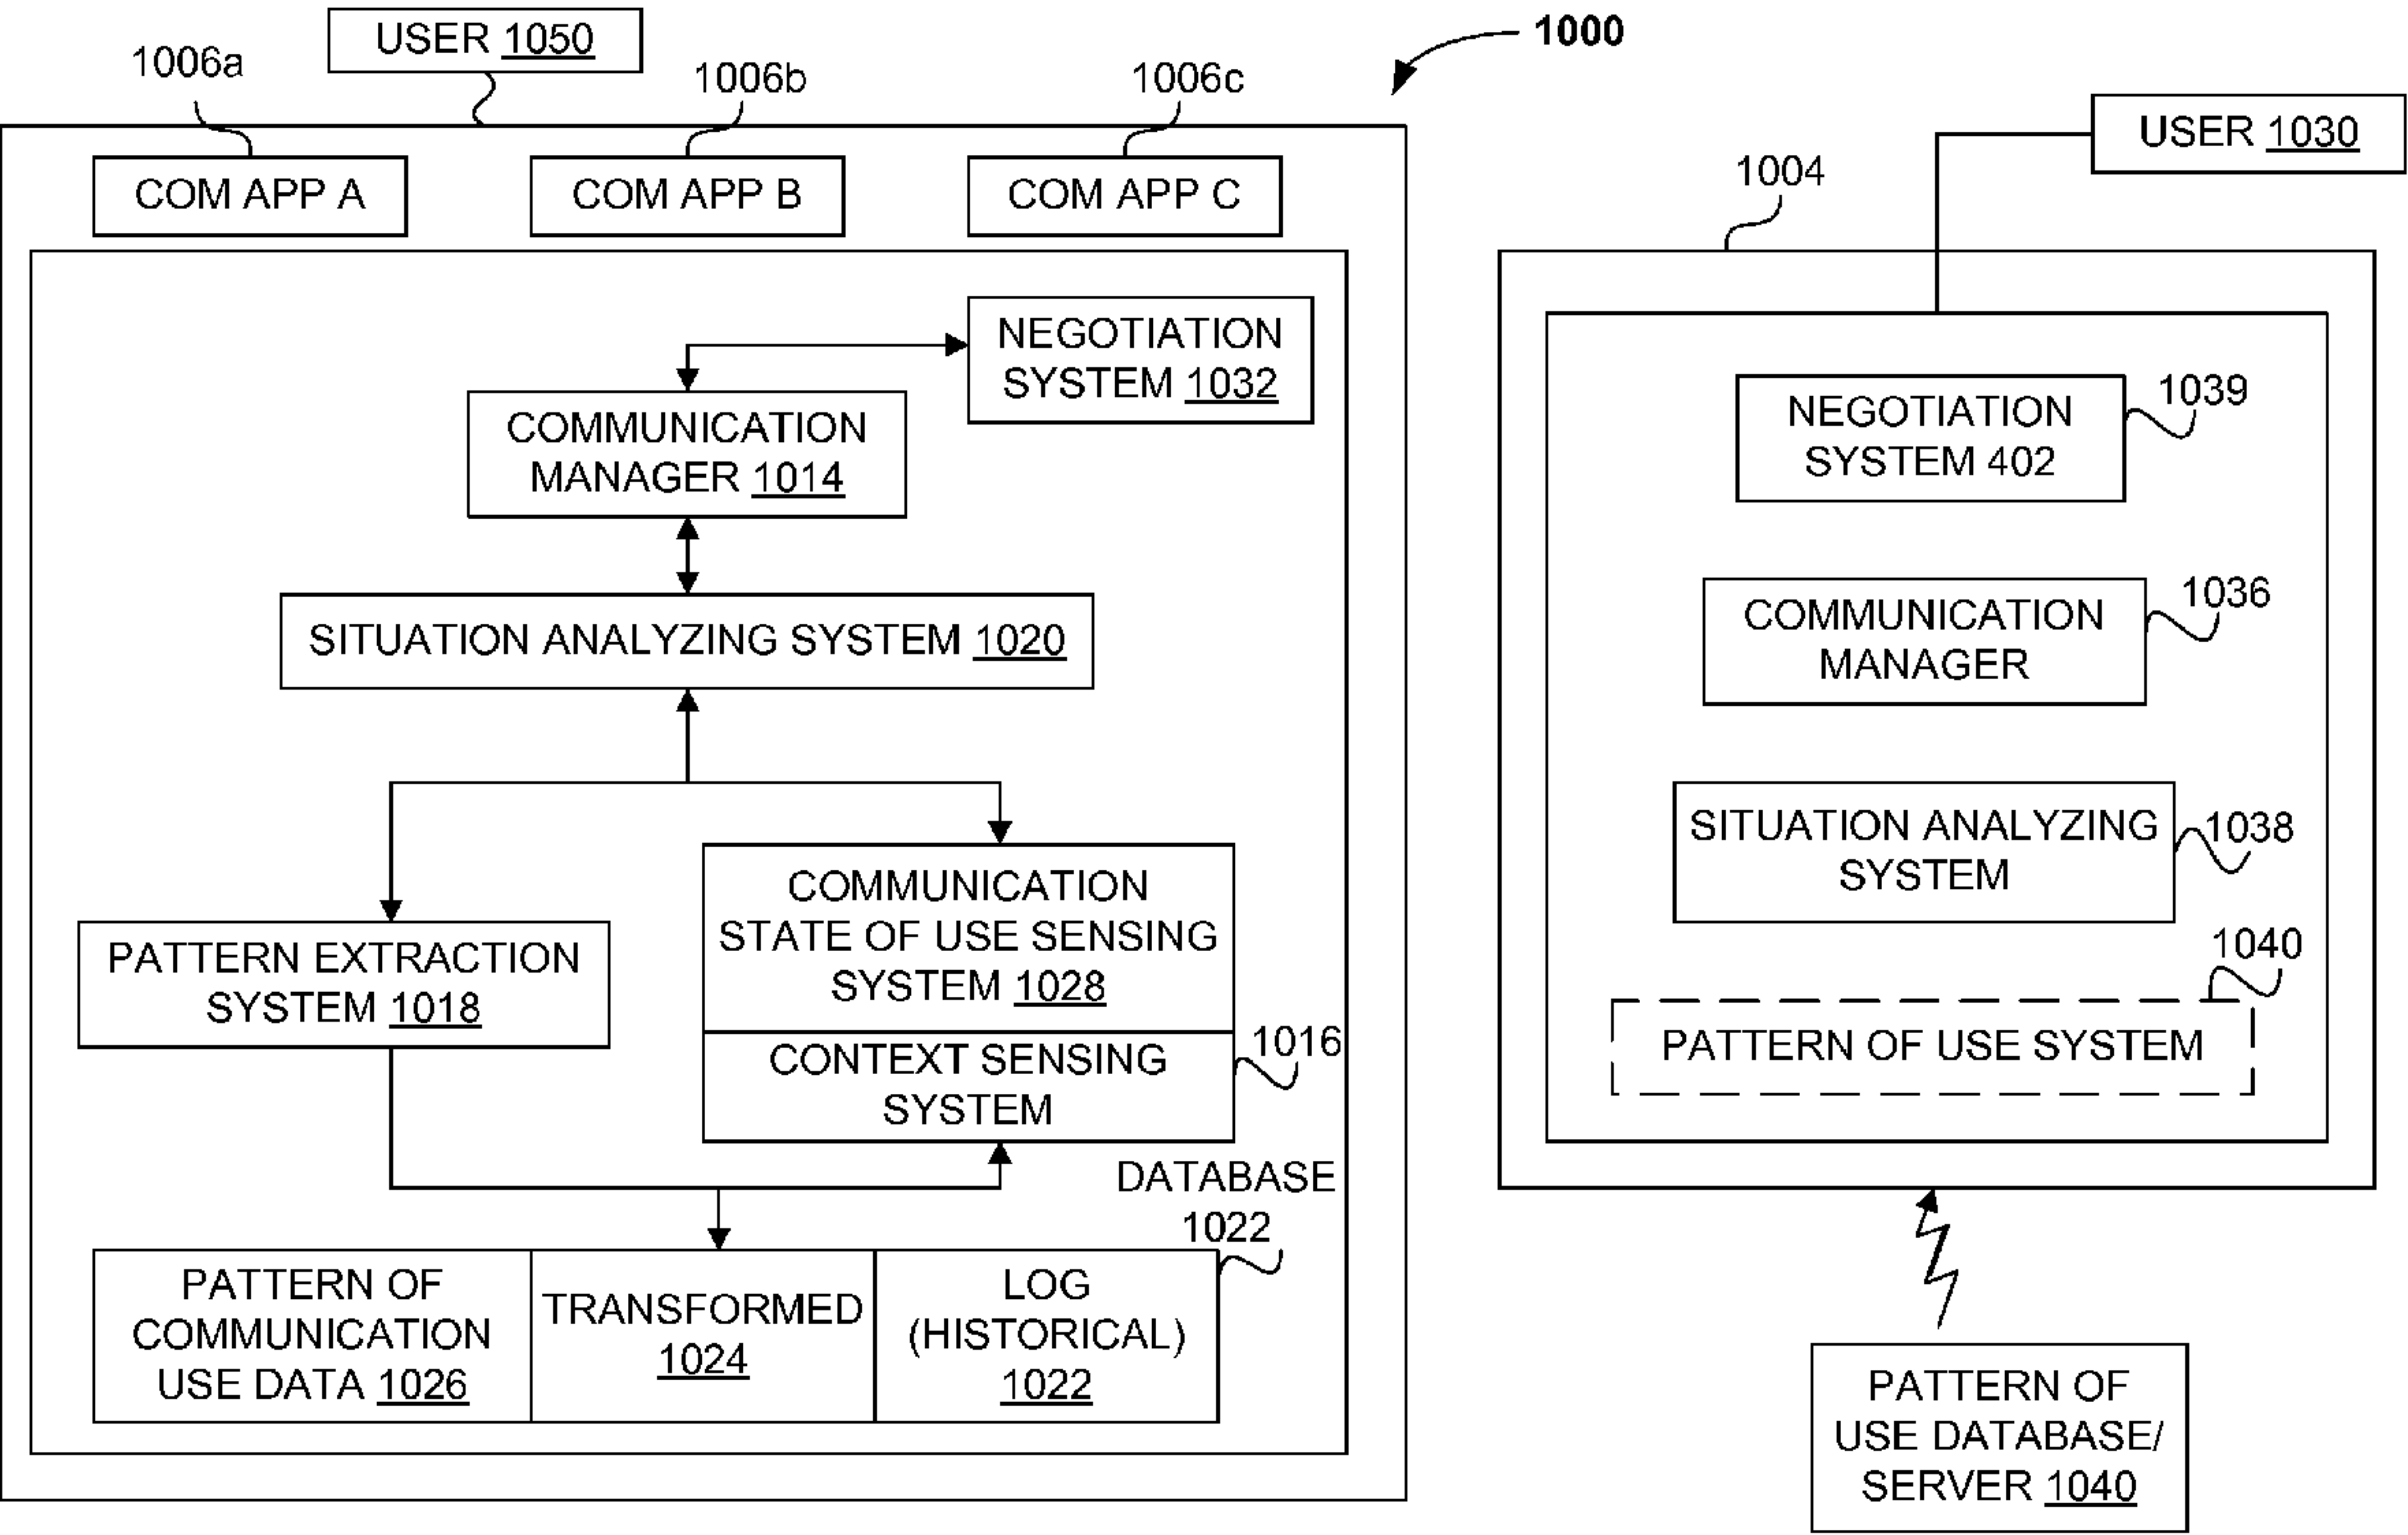 1000
USER 1050
1006a
1006b
1006c
COM APP A
COM APP B
COM APP C
NEGOTIATION
SYSTEM 1032
COMMUNICATION
MANAGER 1014
SITUATION ANALYZING SYSTEM 1020
PATTERN EXTRACTION
SYSTEM 1018
COMMUNICATION
STATE OF USE SENSING
SYSTEM 1028
CONTEXT SENSING
SYSTEM
1016
DATABASE
1022
PATTERN OF
COMMUNICATION
USE DATA 1026
TRANSFORMED
1024
LOG
(HISTORICAL)
1022
USER 1030
1004
NEGOTIATION
SYSTEM 402
1039
COMMUNICATION
MANAGER
1036
SITUATION ANALYZING
SYSTEM
1038
1040
PATTERN OF USE SYSTEM
PATTERN OF
USE DATABASE/
SERVER 1040